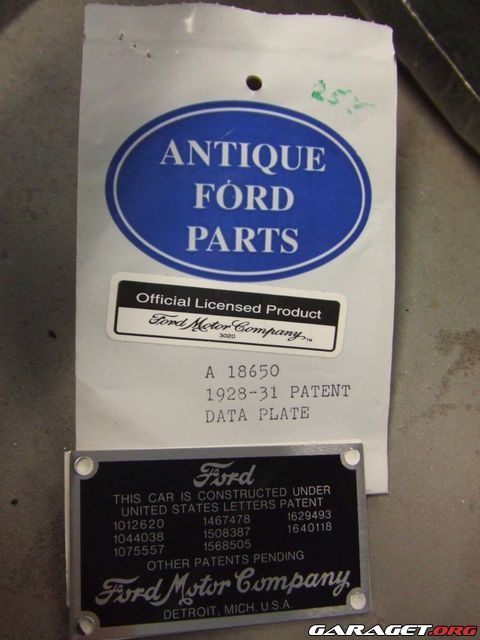 25:-
ANTIQUE
FORD
PARTS
Official Licensed Product
Ford Motor Company™
3020
A 18650
1928-31 PATENT
DATA PLATE
Ford
THIS CAR IS CONSTRUCTED UNDER
UNITED STATES LETTERS PATENT
1012620 1467478 1629493
1044038 1508387 1640118
1075557 1568505
OTHER PATENTS PENDING
Ford Motor Company
DETROIT, MICH. U.S.A.
GARAGET.ORG